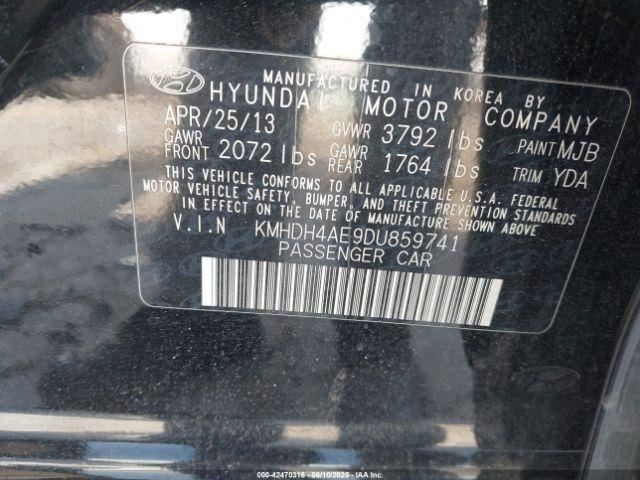 MANUFACTURED IN KOREA BY
HYUNDAI MOTOR COMPANY
APR/25/13 GVWR 3792 lbs PAINT MJB
GAWR FRONT 2072 lbs GAWR REAR 1764 lbs TRIM YDA
THIS VEHICLE CONFORMS TO ALL APPLICABLE U.S.A. FEDERAL
MOTOR VEHICLE SAFETY, BUMPER, AND THEFT PREVENTION STANDARDS
IN EFFECT ON THE DATE OF MANUFACTURE SHOWN ABOVE
V.I.N KMHDH4AE9DU859741
PASSENGER CAR
000-42470316 - 06/10/2025 - IAA Inc.